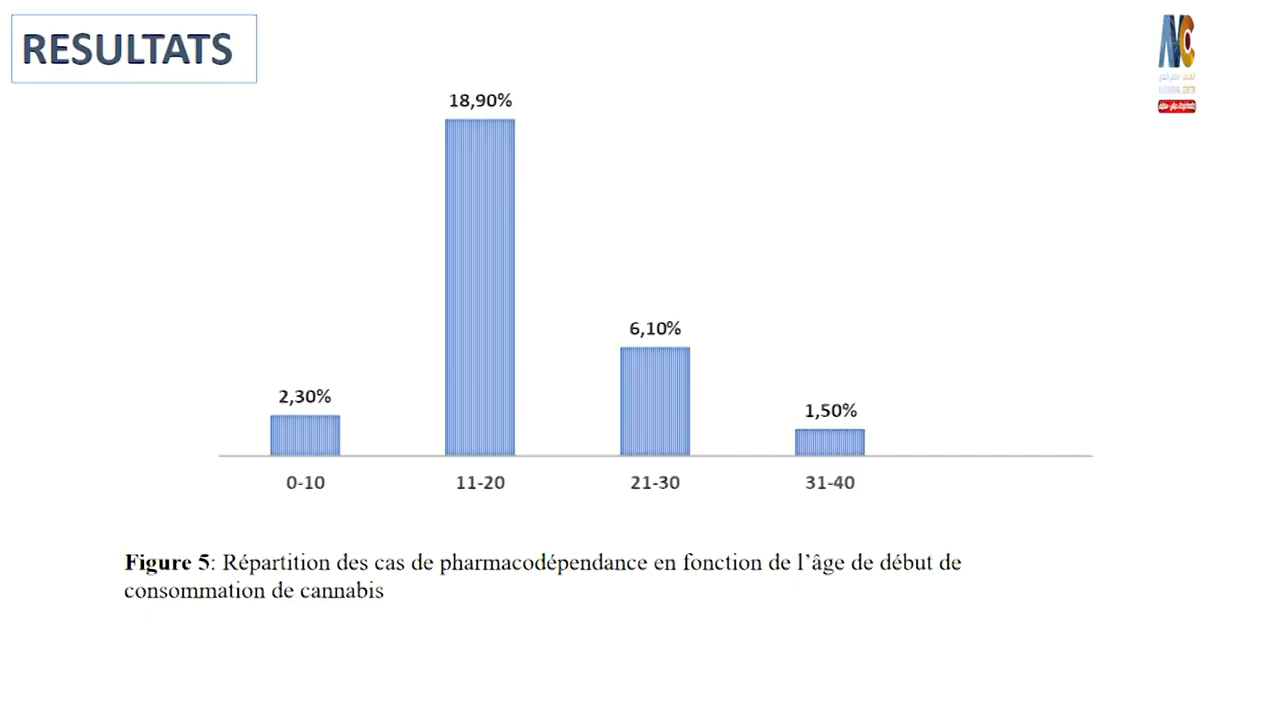 RESULTATS
18,90%
6,10%
2,30%
1,50%
0-10
11-20
21-30
31-40
Figure 5: Répartition des cas de pharmacodépendance en fonction de l’âge de début de
consommation de cannabis